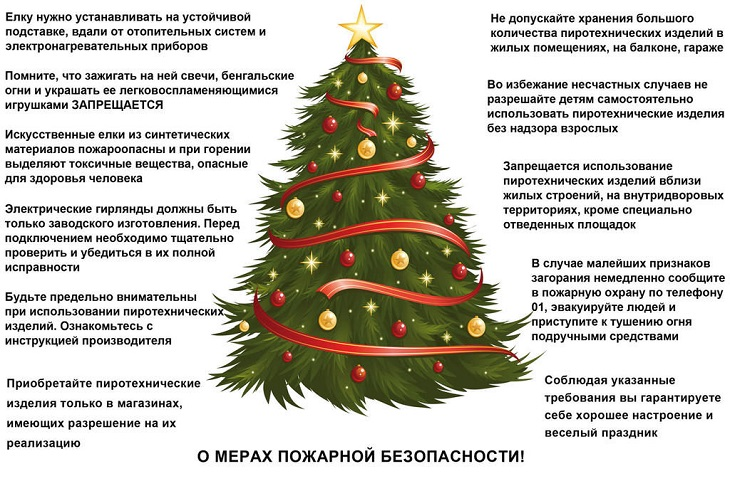 Елку нужно устанавливать на устойчивой
подставке, вдали от отопительных систем и
электронагревательных приборов
Помните, что зажигать на ней свечи, бенгальские
огни и украшать ее легковоспламеняющимися
игрушками ЗАПРЕЩАЕТСЯ
Искусственные елки из синтетических
материалов пожароопасны и при горении
выделяют токсичные вещества, опасные
для здоровья человека
Электрические гирлянды должны быть
только заводского изготовления. Перед
подключением необходимо тщательно
проверить и убедиться в их полной
исправности
Будьте предельно внимательны
при использовании пиротехнических
изделий. Ознакомьтесь с
инструкцией производителя
Приобретайте пиротехнические
изделия только в магазинах,
имеющих разрешение на их
реализацию
Не допускайте хранения большого
количества пиротехнических изделий в
жилых помещениях, на балконе, гараже
Во избежание несчастных случаев не
разрешайте детям самостоятельно
использовать пиротехнические изделия
без надзора взрослых
Запрещается использование
пиротехнических изделий вблизи
жилых строений, на внутридворовых
территориях, кроме специально
отведенных площадок
В случае малейших признаков
загорания немедленно сообщите
в пожарную охрану по телефону
01, эвакуируйте людей и
приступите к тушению огня
подручными средствами
Соблюдая указанные
требования вы гарантируете
себе хорошее настроение и
веселый праздник
О МЕРАХ ПОЖАРНОЙ БЕЗОПАСНОСТИ!